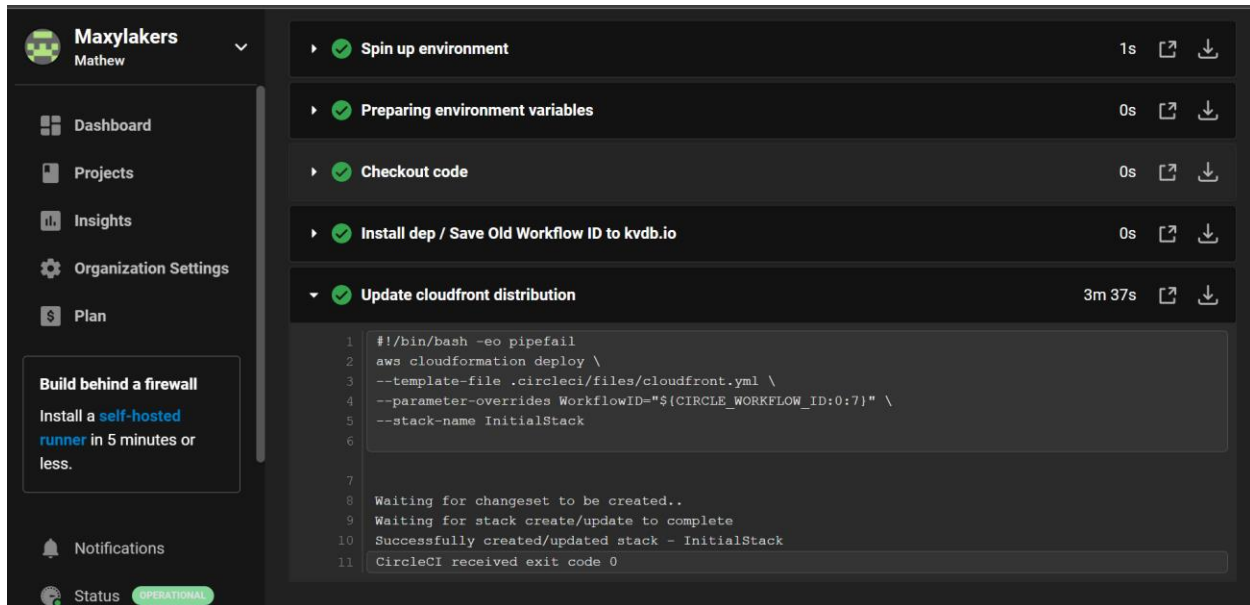 Maxylakers
Mathew
Dashboard
Projects
Insights
Organization Settings
Plan
Build behind a firewall
Install a self-hosted
runner in 5 minutes or
less.
Notifications
Status OPERATIONAL
Spin up environment 1s
Preparing environment variables 0s
Checkout code 0s
Install dep / Save Old Workflow ID to kvdb.io 0s
Update cloudfront distribution 3m 37s
1 #!/bin/bash -eo pipefail
2 aws cloudformation deploy \
3 --template-file .circleci/files/cloudfront.yml \
4 --parameter-overrides WorkflowID="${CIRCLE_WORKFLOW_ID:0:7}" \
5 --stack-name InitialStack
6
7
8 Waiting for changeset to be created..
9 Waiting for stack create/update to complete
10 Successfully created/updated stack - InitialStack
11 CircleCI received exit code 0